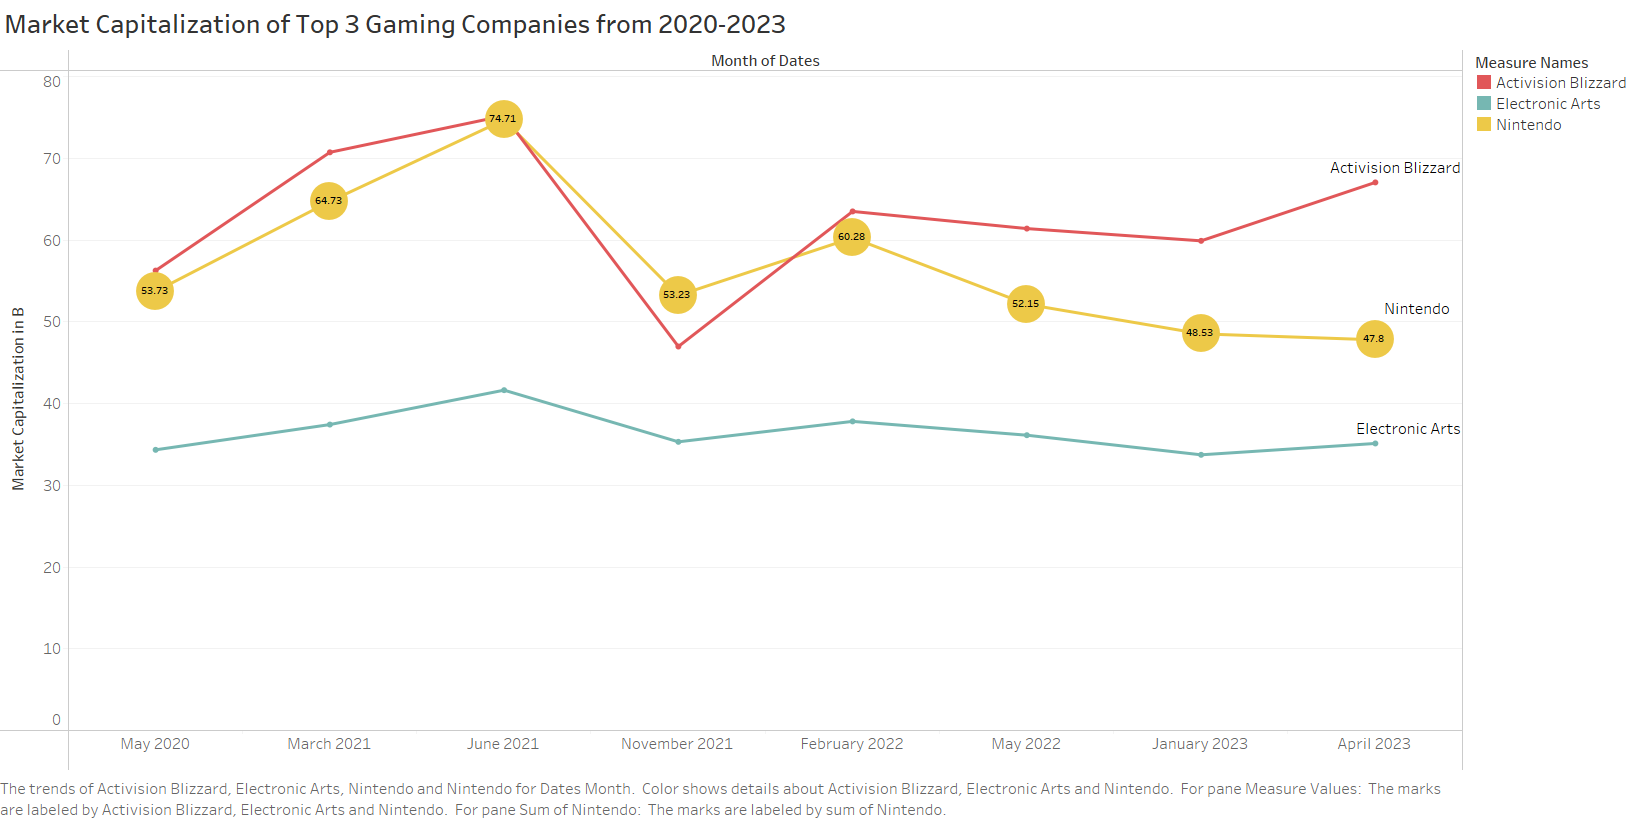 Market Capitalization of Top 3 Gaming Companies from 2020-2023
Month of Dates
Measure Names
Activision Blizzard
Electronic Arts
Nintendo
Market Capitalization in B
80
70
60
50
40
30
20
10
0
53.73
64.73
74.71
53.23
60.28
52.15
48.53
47.8
Activision Blizzard
Nintendo
Electronic Arts
May 2020 March 2021 June 2021 November 2021 February 2022 May 2022 January 2023 April 2023
The trends of Activision Blizzard, Electronic Arts, Nintendo and Nintendo for Dates Month. Color shows details about Activision Blizzard, Electronic Arts and Nintendo. For pane Measure Values: The marks
are labeled by Activision Blizzard, Electronic Arts and Nintendo. For pane Sum of Nintendo: The marks are labeled by sum of Nintendo.